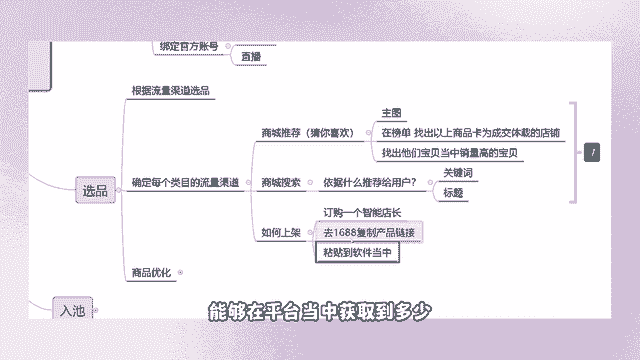 绑定官方账号
直播
根据流量渠道选品
主图
商城推荐（猜你喜欢）
在榜单 找出以上商品卡为成交体裁的店铺
找出他们宝贝当中销量高的宝贝
选品
确定每个类目的流量渠道
商城搜索
依据什么推荐给用户？
关键词
标题
订购一个智能店长
如何上架
去1688复制产品链接
粘贴到软件当中
商品优化
入池
能够在平台当中获取到多少